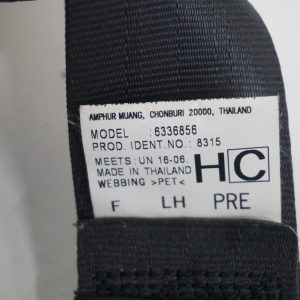 AMPHUR MUANG, CHONBURI 20000, THAILAND
MODEL :6336856
PROD. IDENT.NO.: 8315
MEETS: UN 16-06
MADE IN THAILAND
WEBBING >PET<
HC
F LH PRE